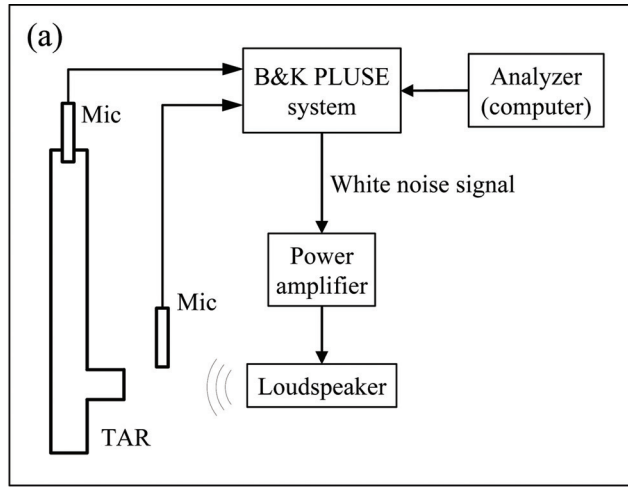 (a)
B&K PLUSE
system
Analyzer
(computer)
Mic
White noise signal
Power
amplifier
Mic
Loudspeaker
TAR